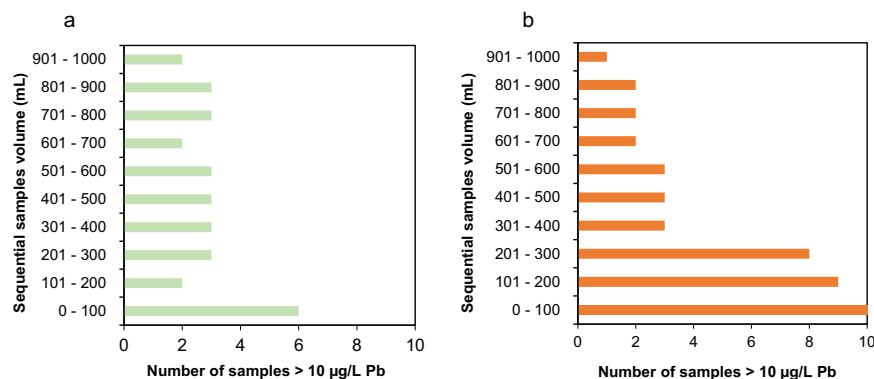 a
Sequential samples volume (mL)
901 - 1000
801 - 900
701 - 800
601 - 700
501 - 600
401 - 500
301 - 400
201 - 300
101 - 200
0 - 100
0 2 4 6 8 10
Number of samples > 10 µg/L Pb
b
Sequential samples volume (mL)
901 - 1000
801 - 900
701 - 800
601 - 700
501 - 600
401 - 500
301 - 400
201 - 300
101 - 200
0 - 100
0 2 4 6 8 10
Number of samples > 10 µg/L Pb